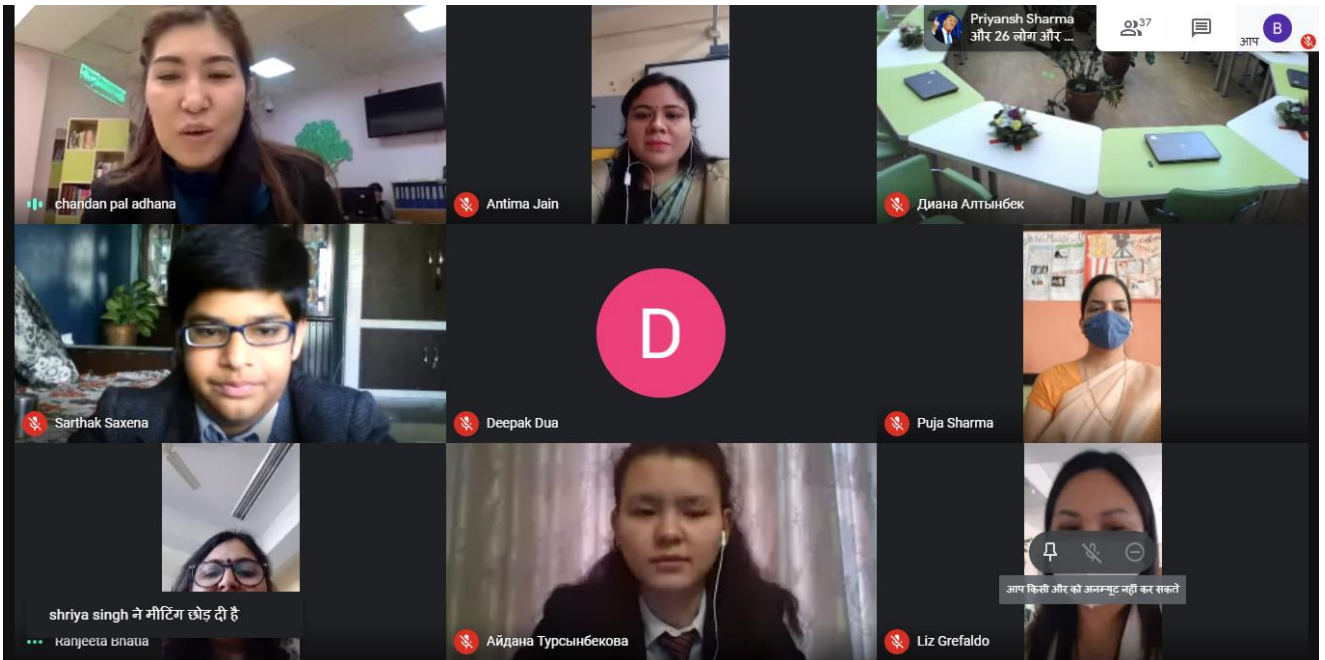 Priyansh Sharma
और 26 लोग और ...
37
आप
B
chandan pal adhana
Antima Jain
Диана Алтынбек
Sarthak Saxena
D
Deepak Dua
Puja Sharma
shriya singh ने मीटिंग छोड़ दी है
Ranjeeta Bhatia
Айдана Турсынбекова
आप किसी और को अनम्यूट नहीं कर सकते
Liz Grefaldo